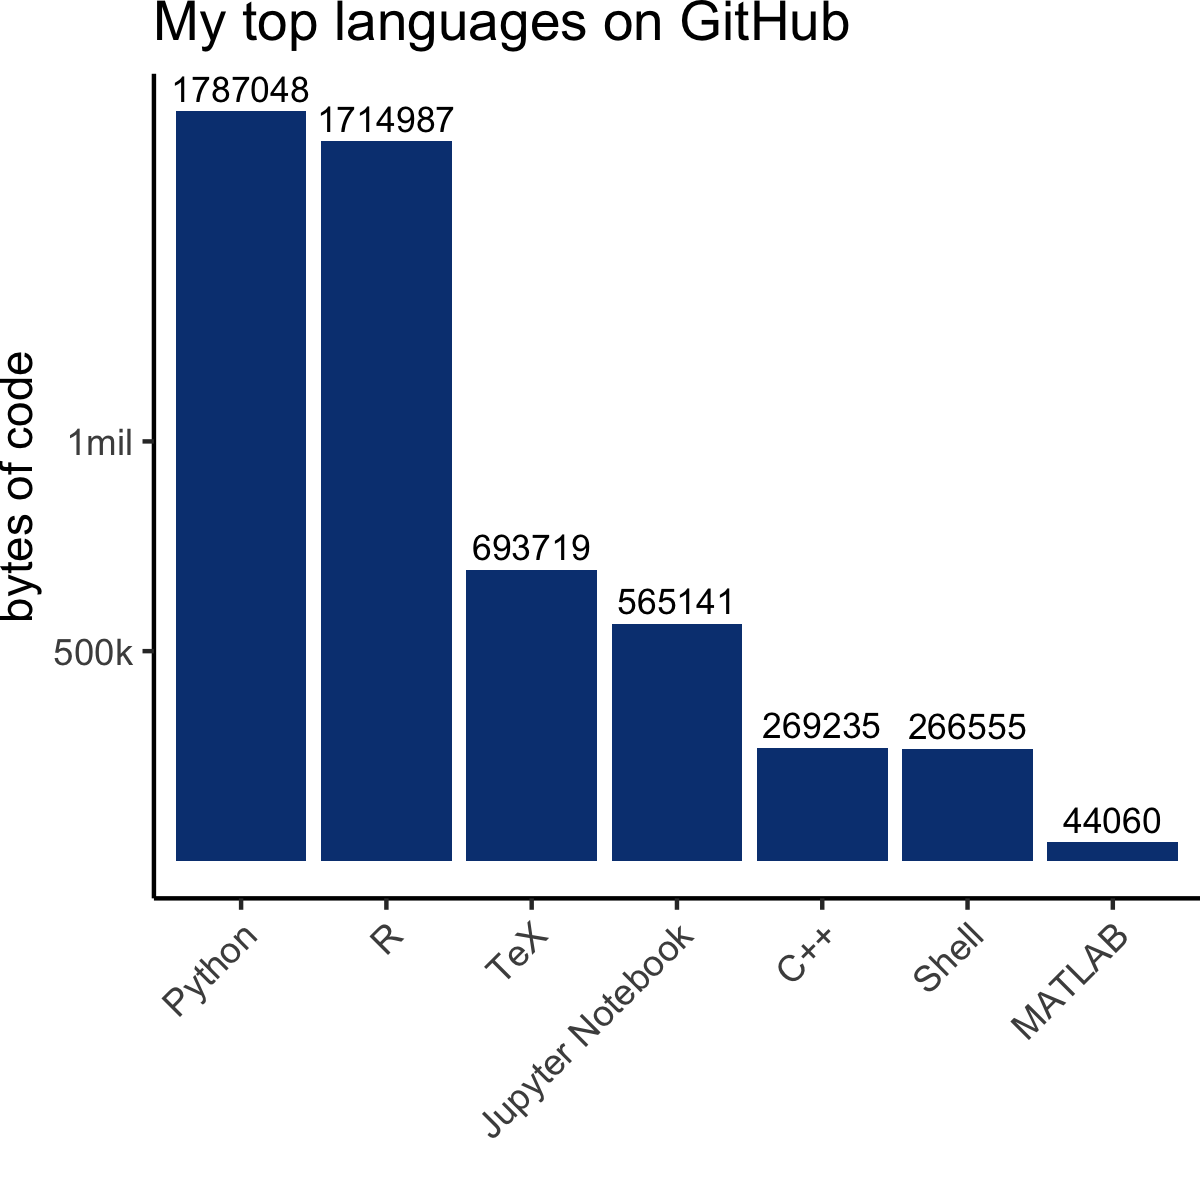 My top languages on GitHub
1787048
1714987
693719
565141
269235
266555
44060
bytes of code
1mil
500k
Python
R
TeX
Jupyter Notebook
C++
Shell
MATLAB